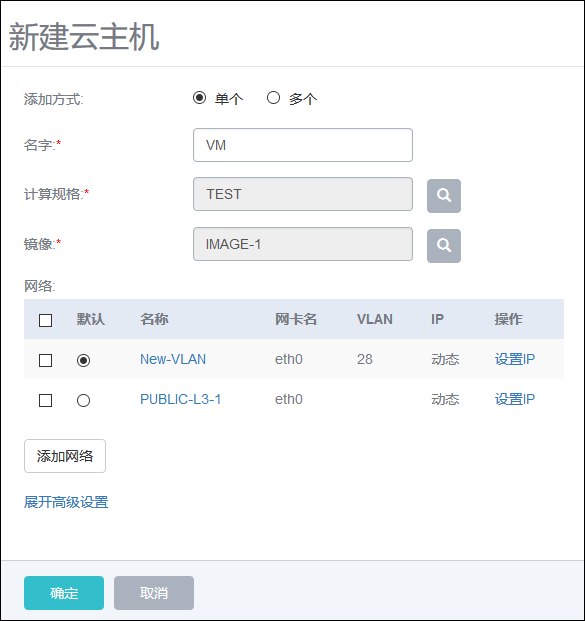 新建云主机
添加方式: 单个 多个
名字:* VM
计算规格:* TEST
镜像:* IMAGE-1
网络:
默认 名称 网卡名 VLAN IP 操作
New-VLAN eth0 28 动态 设置IP
PUBLIC-L3-1 eth0 动态 设置IP
添加网络
展开高级设置
确定 取消